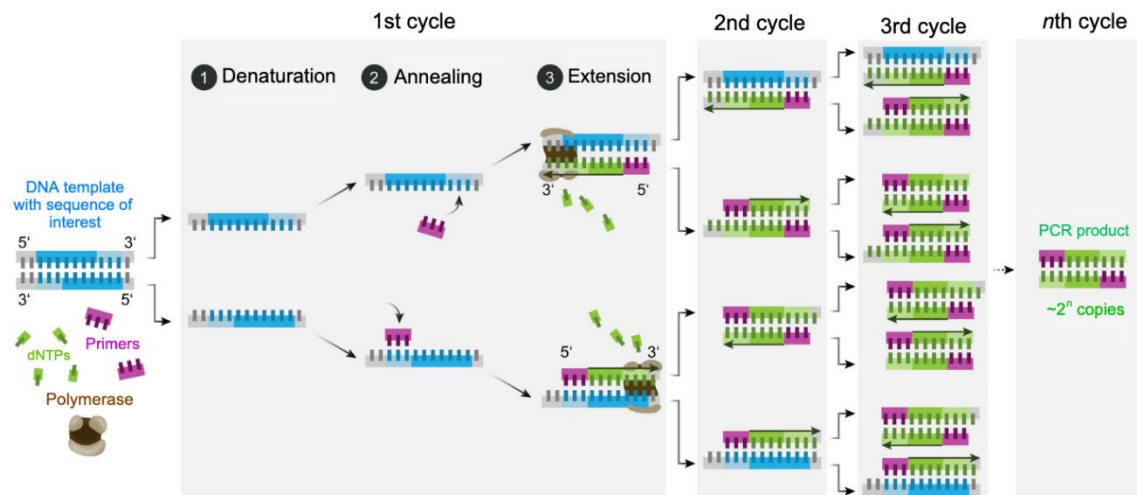 1st cycle
2nd cycle
3rd cycle
nth cycle
1 Denaturation
2 Annealing
3 Extension
DNA template
with sequence of
interest
5‘ 3‘
3‘ 5‘
Primers
dNTPs
Polymerase
3‘ 5‘
5‘ 3‘
PCR product
~2ⁿ copies